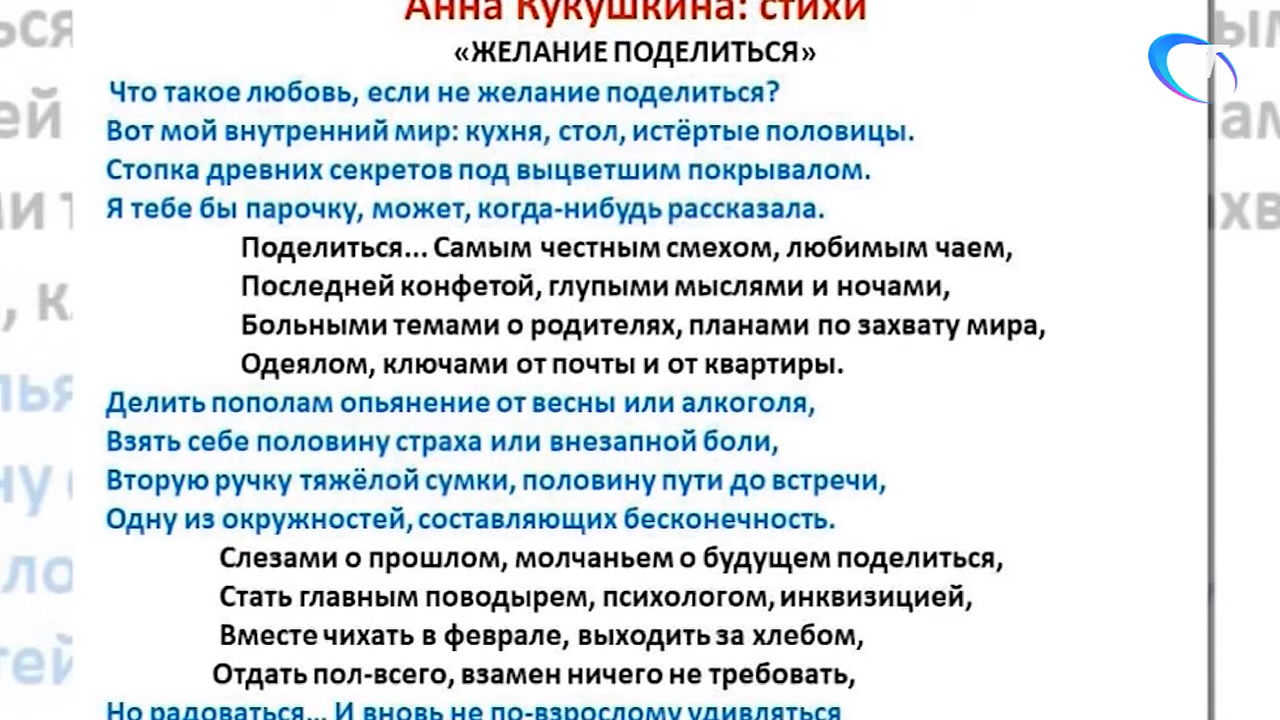 Анна Кукушкина: стихи
«ЖЕЛАНИЕ ПОДЕЛИТЬСЯ»
Что такое любовь, если не желание поделиться?
Вот мой внутренний мир: кухня, стол, истёртые половицы.
Стопка древних секретов под выцветшим покрывалом.
Я тебе бы парочку, может, когда-нибудь рассказала.
Поделиться... Самым честным смехом, любимым чаем,
Последней конфетой, глупыми мыслями и ночами,
Больными темами о родителях, планами по захвату мира,
Одеялом, ключами от почты и от квартиры.
Делить пополам опьянение от весны или алкоголя,
Взять себе половину страха или внезапной боли,
Вторую ручку тяжёлой сумки, половину пути до встречи,
Одну из окружностей, составляющих бесконечность.
Слезами о прошлом, молчаньем о будущем поделиться,
Стать главным поводырем, психологом, инквизицией,
Вместе чихать в феврале, выходить за хлебом,
Отдать пол-всего, взамен ничего не требовать,
Но радоваться... И вновь не по-взрослому удивляться